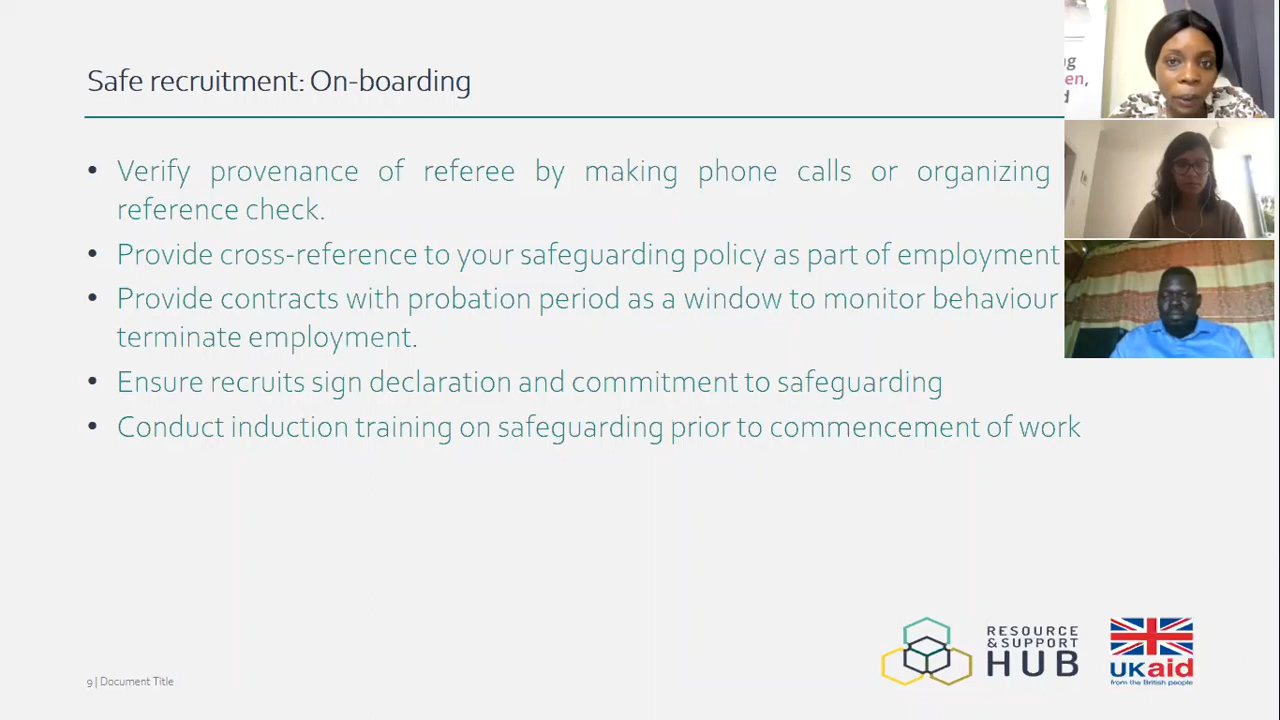 Safe recruitment: On-boarding
• Verify provenance of referee by making phone calls or organizing
reference check.
• Provide cross-reference to your safeguarding policy as part of employment
• Provide contracts with probation period as a window to monitor behaviour
terminate employment.
• Ensure recruits sign declaration and commitment to safeguarding
• Conduct induction training on safeguarding prior to commencement of work
9 | Document Title
RESOURCE
& SUPPORT
HUB
UKaid
from the British people